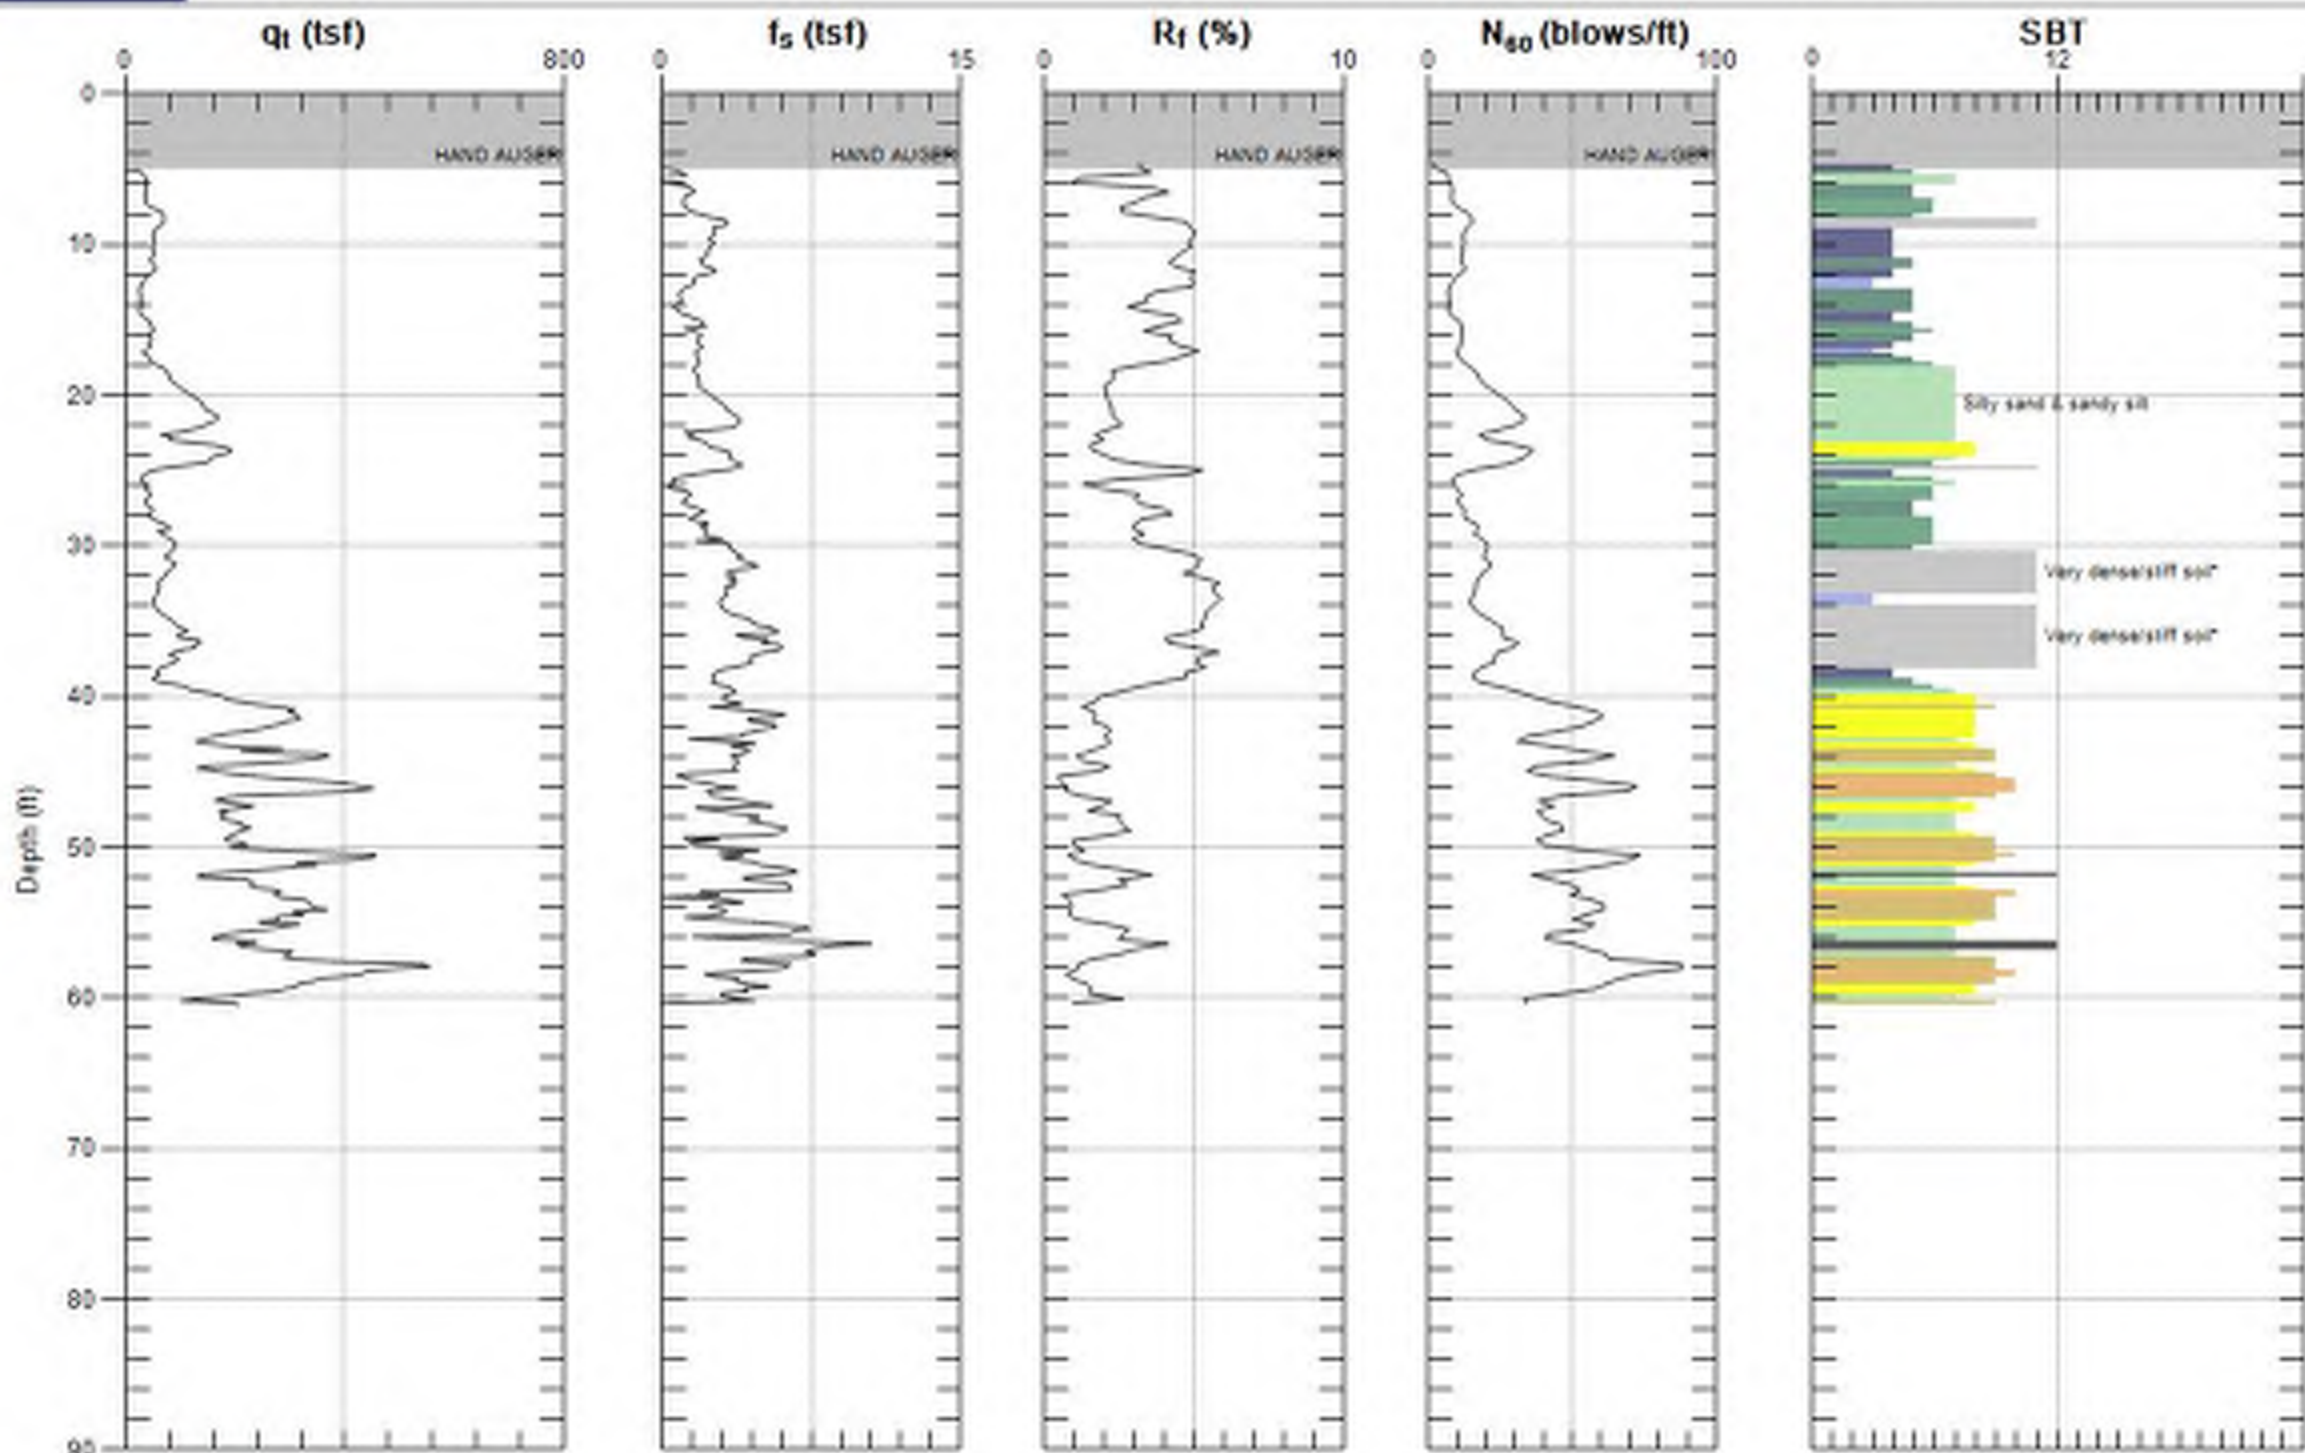 qt (tsf) fs (tsf) Rf (%) N60 (blows/ft) SBT
0 800 0 15 0 10 0 100 0 12
0
HAND AUGER HAND AUGER HAND AUGER HAND AUGER
10
20
Silty sand & sandy silt
30
Very dense/stiff soil*
Very dense/stiff soil*
40
Depth (ft)
50
60
70
80
90